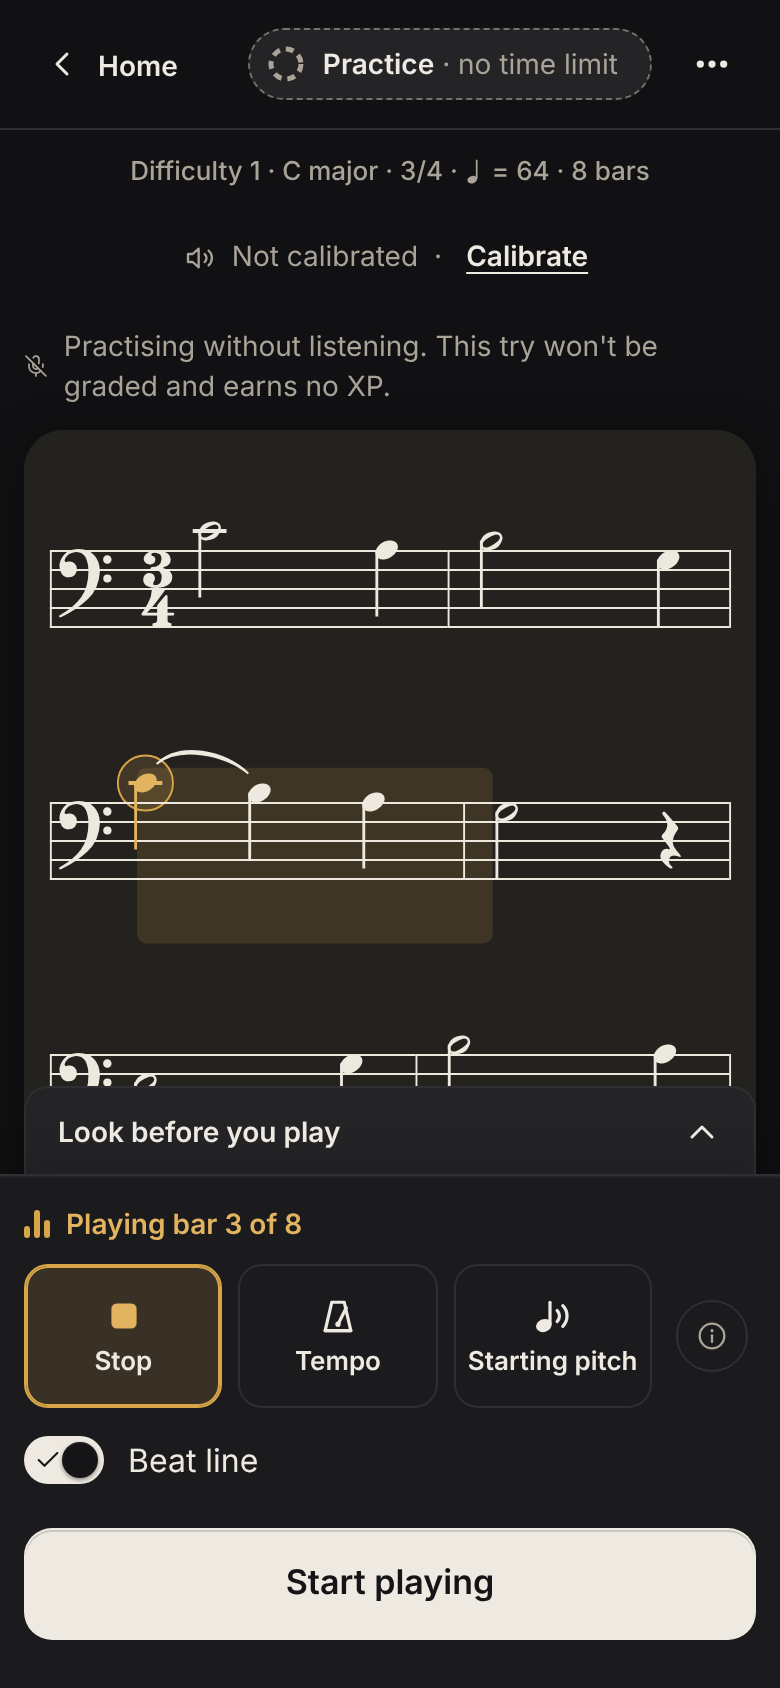 Home
Practice · no time limit
Difficulty 1 · C major · 3/4 · ♩ = 64 · 8 bars
Not calibrated · Calibrate
Practising without listening. This try won't be
graded and earns no XP.
3
4
Look before you play
Playing bar 3 of 8
Stop
Tempo
Starting pitch
Beat line
Start playing